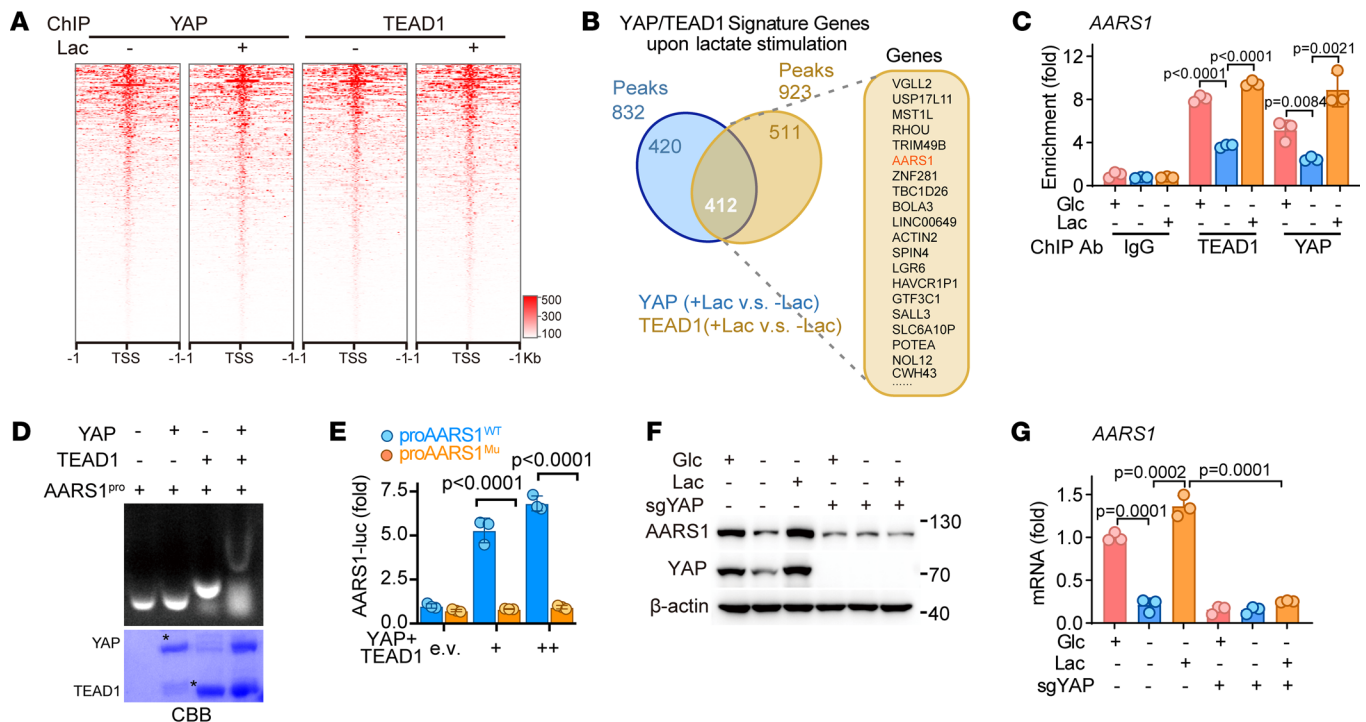 A
ChIP YAP TEAD1
Lac - + - +
500
300
100
-1 TSS -1 -1 TSS -1 -1 TSS -1 -1 TSS -1 Kb
B
YAP/TEAD1 Signature Genes
upon lactate stimulation
Peaks
832
Peaks
923
420
511
412
YAP (+Lac v.s. -Lac)
TEAD1(+Lac v.s. -Lac)
Genes
VGLL2
USP17L11
MST1L
RHOU
TRIM49B
AARS1
ZNF281
TBC1D26
BOLA3
LINC00649
ACTIN2
SPIN4
LGR6
HAVCR1P1
GTF3C1
SALL3
SLC6A10P
POTEA
NOL12
CWH43
......
C
AARS1
p<0.0001
p<0.0001
p=0.0084
p=0.0021
Enrichment (fold)
12
8
4
0
Glc + - - + - - + - -
Lac - - + - - + - - +
ChIP Ab IgG TEAD1 YAP
D
YAP - + - +
TEAD1 - - + +
AARS1pro + + + +
YAP *
TEAD1 *
CBB
E
proAARS1WT
proAARS1Mu
p<0.0001
p<0.0001
AARS1-luc (fold)
7.5
5.0
2.5
0.0
YAP+
TEAD1 e.v. + ++
F
Glc + - - + - -
Lac - - + - - +
sgYAP - - - + + +
AARS1 -130
YAP -70
β-actin -40
G
AARS1
p=0.0001
p=0.0002
p<0.0001
mRNA (fold)
1.5
1.0
0.5
0.0
Glc + - - + - -
Lac - - + - - +
sgYAP - - - + + +